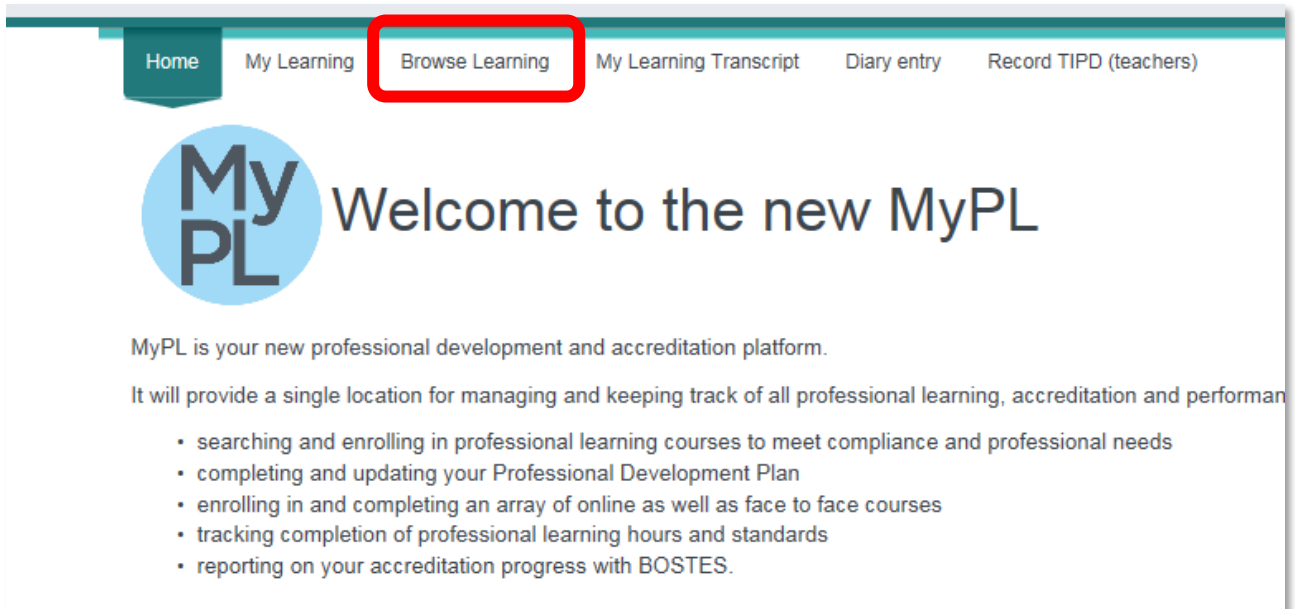 Home My Learning Browse Learning My Learning Transcript Diary entry Record TIPD (teachers)
My
PL
Welcome to the new MyPL
MyPL is your new professional development and accreditation platform.
It will provide a single location for managing and keeping track of all professional learning, accreditation and performan
• searching and enrolling in professional learning courses to meet compliance and professional needs
• completing and updating your Professional Development Plan
• enrolling in and completing an array of online as well as face to face courses
• tracking completion of professional learning hours and standards
• reporting on your accreditation progress with BOSTES.